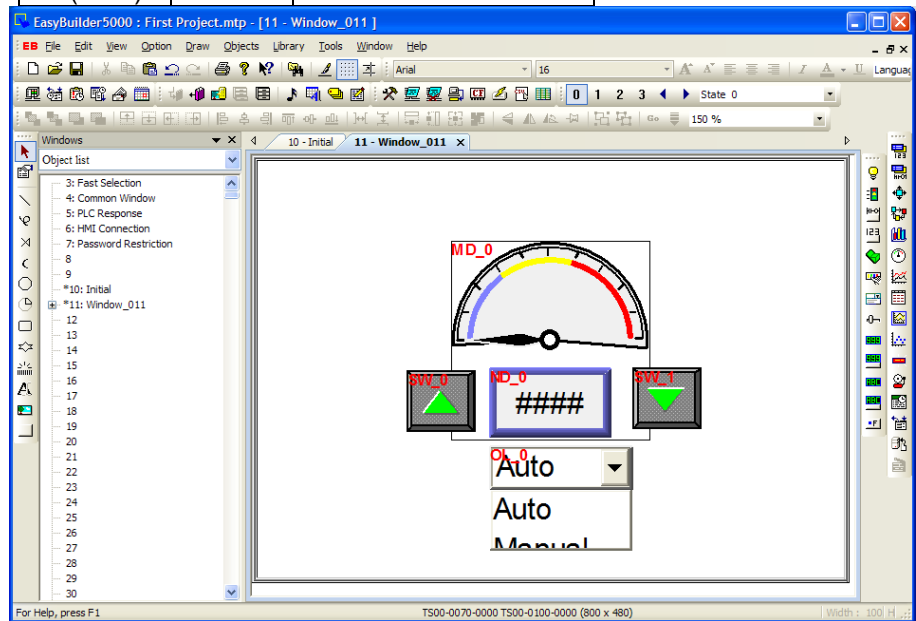 EasyBuilder5000 : First Project.mtp - [11 - Window_011 ]
EB File Edit View Option Draw Objects Library Tools Window Help
Arial 16 Languag
0 1 2 3 State 0
Go 150 %
Windows
10 - Initial 11 - Window_011
Object list
3: Fast Selection
4: Common Window
5: PLC Response
6: HMI Connection
7: Password Restriction
8
9
*10: Initial
*11: Window_011
12
13
14
15
16
17
18
19
20
21
22
23
24
25
26
27
28
29
30
MD_0
SW_0 ND_0 SW_1
####
OL_0
Auto
Auto
Manual
For Help, press F1 TS00-0070-0000 TS00-0100-0000 (800 x 480) Width : 100 H